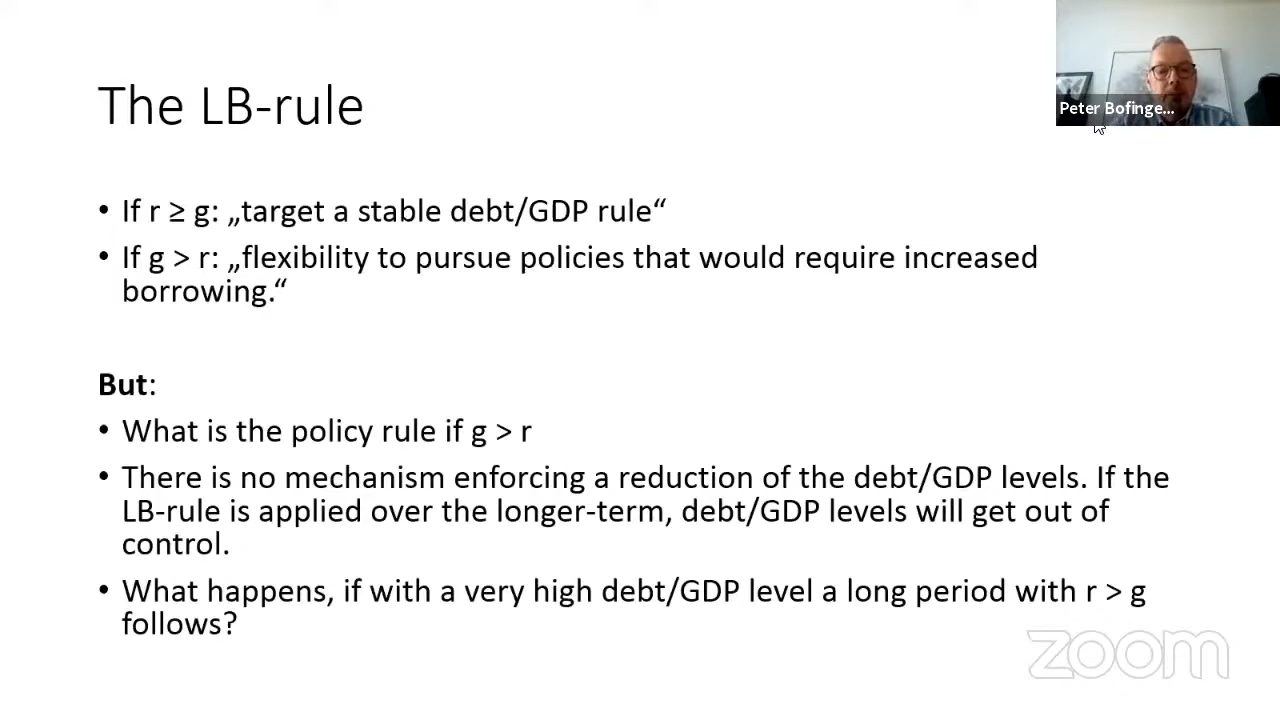 The LB-rule
Peter Bofinge...
• If r ≥ g: „target a stable debt/GDP rule“
• If g > r: „flexibility to pursue policies that would require increased
borrowing.“
But:
• What is the policy rule if g > r
• There is no mechanism enforcing a reduction of the debt/GDP levels. If the
LB-rule is applied over the longer-term, debt/GDP levels will get out of
control.
• What happens, if with a very high debt/GDP level a long period with r > g
follows?
zoom